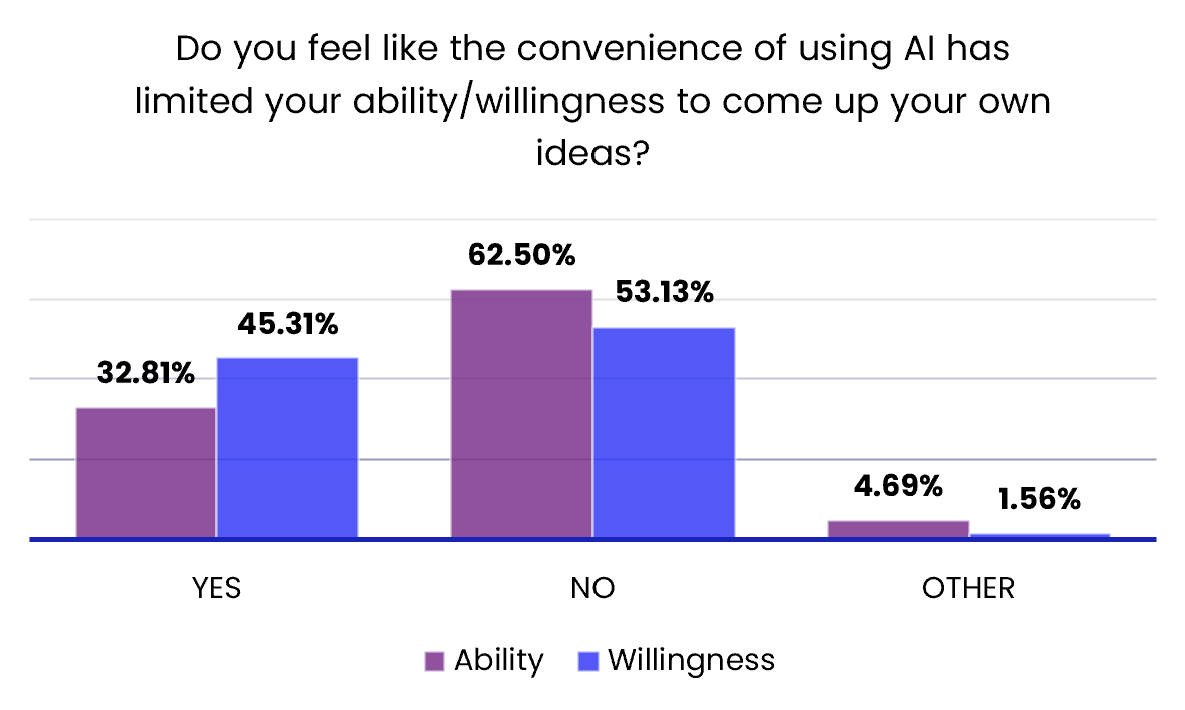 Do you feel like the convenience of using AI has
limited your ability/willingness to come up your own
ideas?
62.50%
53.13%
45.31%
32.81%
4.69%
1.56%
YES
NO
OTHER
Ability
Willingness